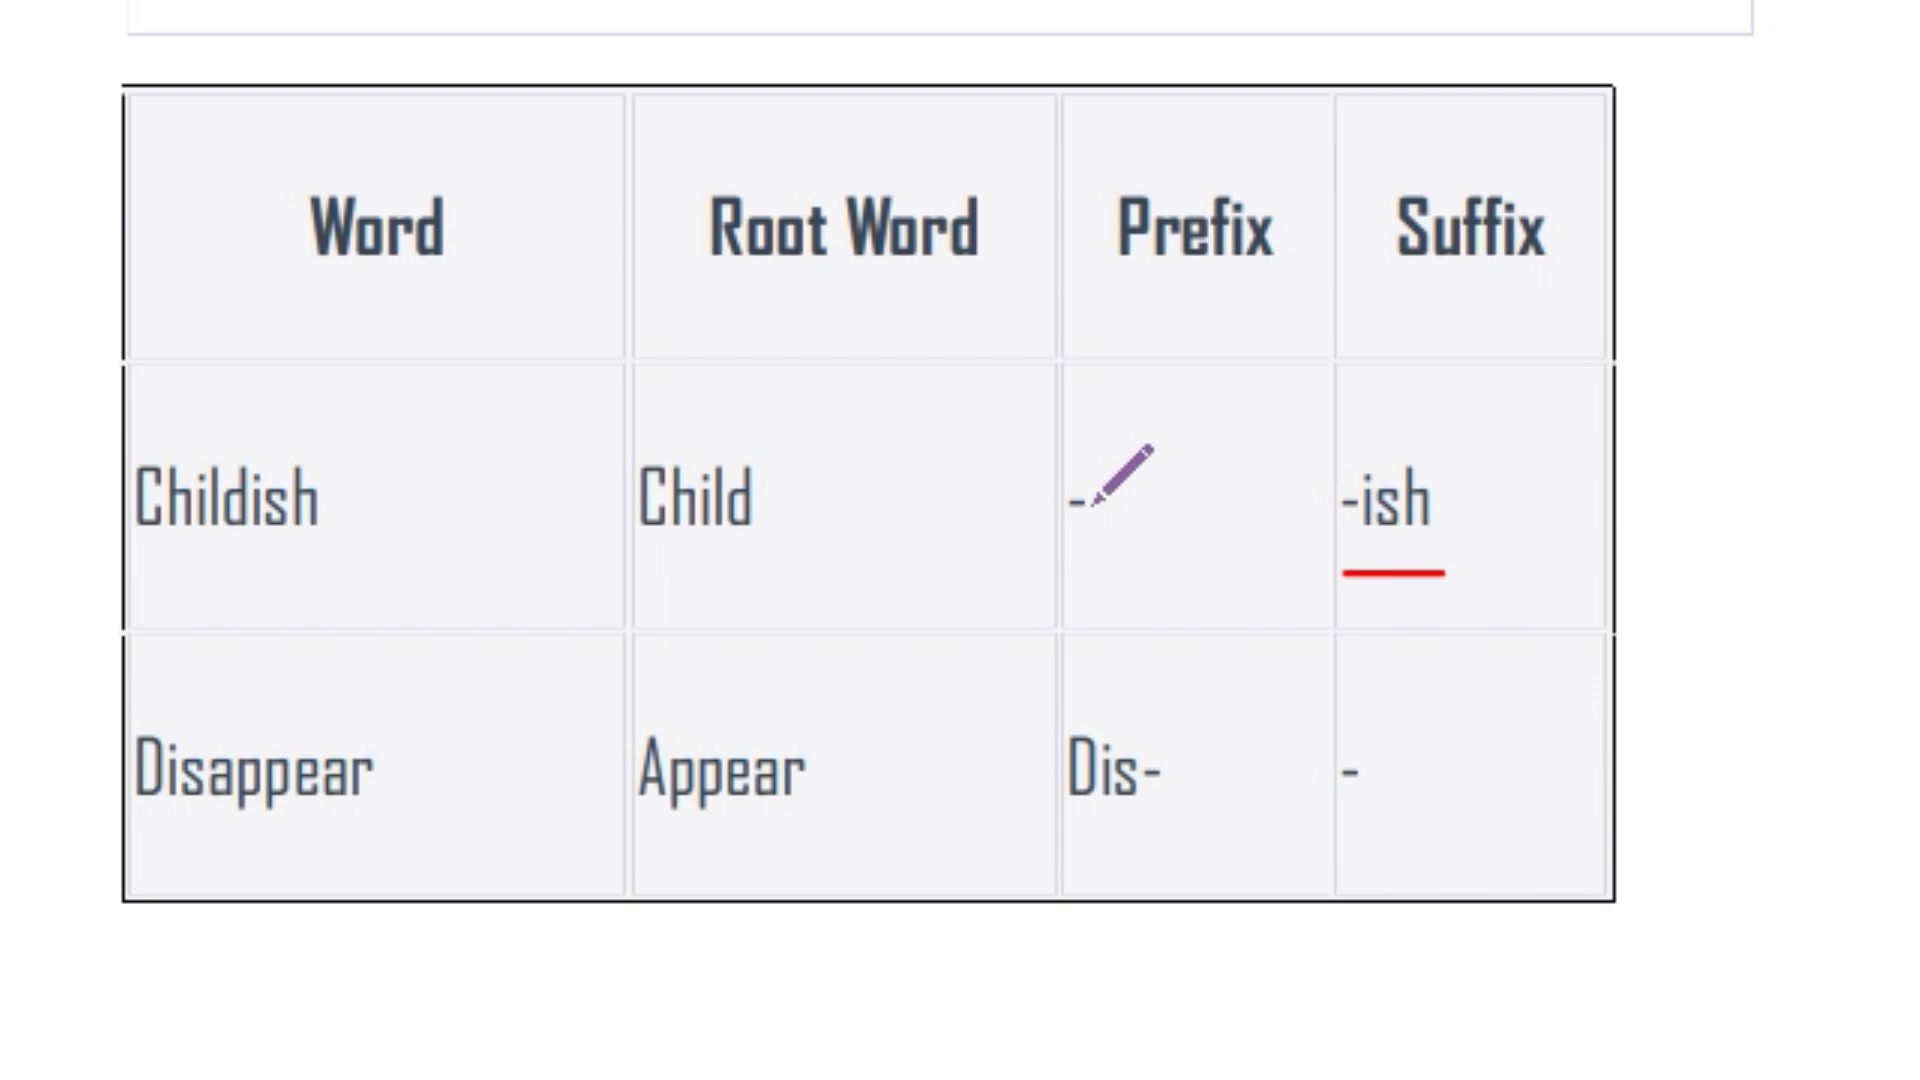 Word Root Word Prefix Suffix
Childish Child - -ish
Disappear Appear Dis- -